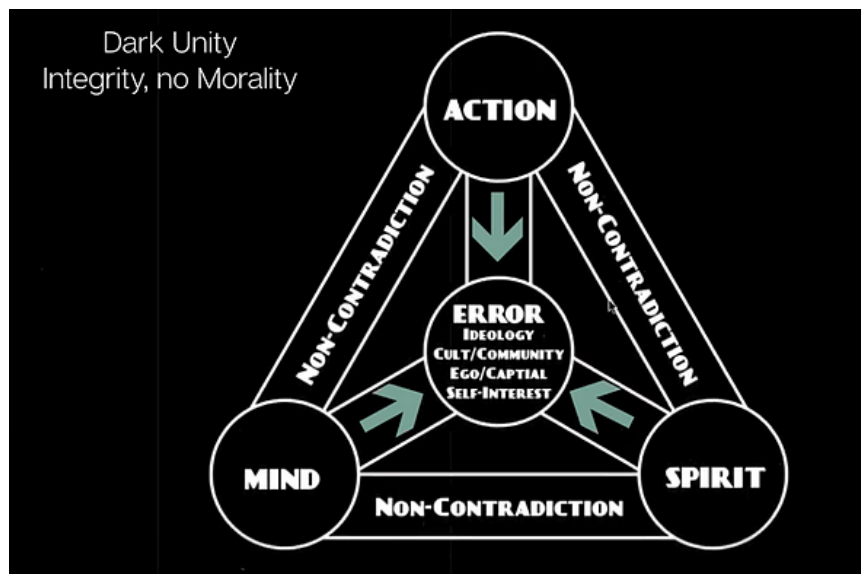 Dark Unity
Integrity, no Morality
ACTION
NON-CONTRADICTION
NON-CONTRADICTION
ERROR
IDEOLOGY
CULT/COMMUNITY
EGO/CAPTIAL
SELF-INTEREST
MIND
SPIRIT
NON-CONTRADICTION